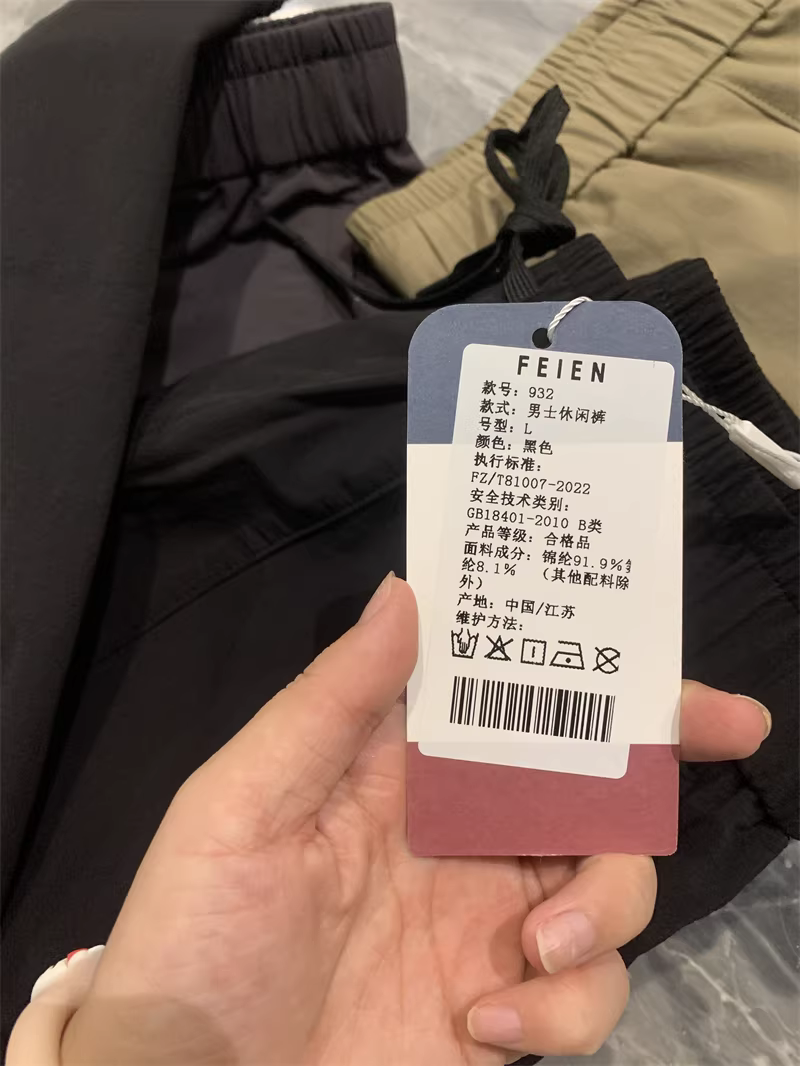 FEIEN
款号: 932
款式: 男士休闲裤
号型: L
颜色: 黑色
执行标准:
FZ/T81007-2022
安全技术类别:
GB18401-2010 B类
产品等级: 合格品
面料成分: 锦纶91.9%
纶8.1% (其他配料除
外)
产地: 中国/江苏
维护方法: